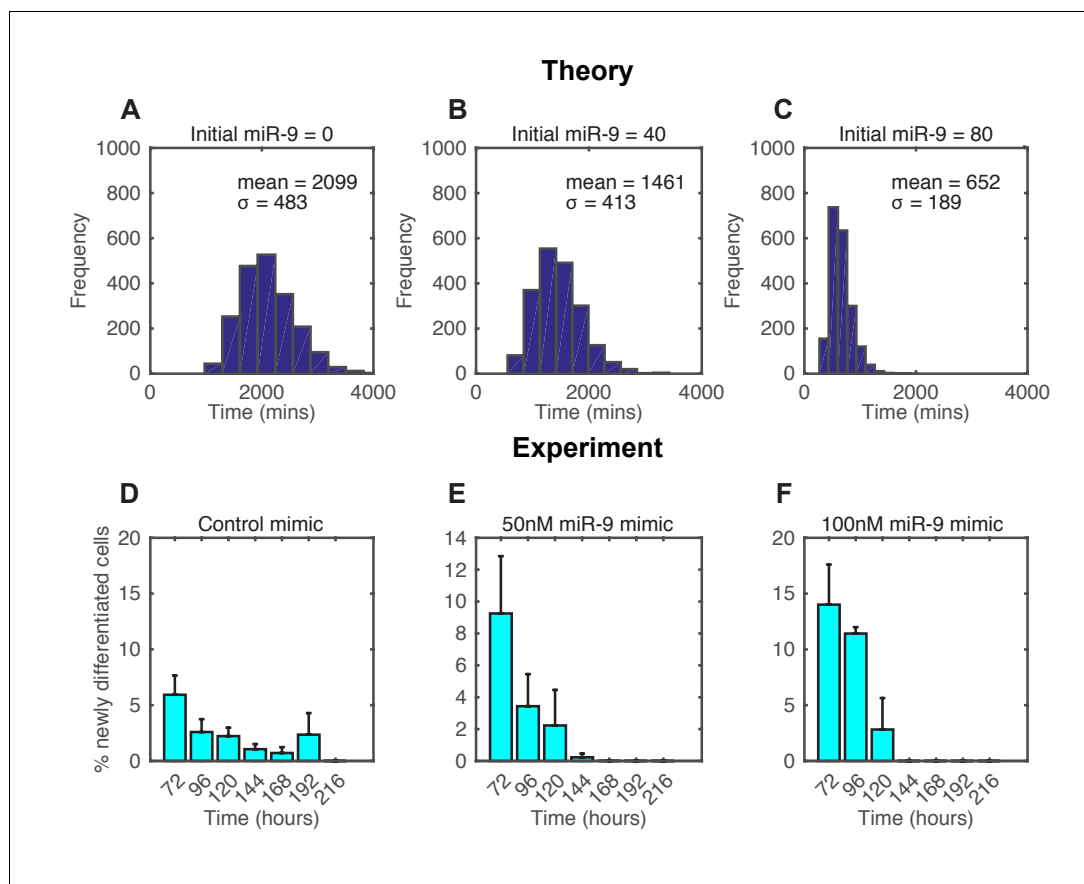 Theory
A
B
C
Initial miR-9 = 0
Initial miR-9 = 40
Initial miR-9 = 80
1000
800
600
400
200
0
Frequency
mean = 2099
σ = 483
0
2000
4000
Time (mins)
1000
800
600
400
200
0
Frequency
mean = 1461
σ = 413
0
2000
4000
Time (mins)
1000
800
600
400
200
0
Frequency
mean = 652
σ = 189
0
2000
4000
Time (mins)
Experiment
D
E
F
Control mimic
50nM miR-9 mimic
100nM miR-9 mimic
% newly differentiated cells
20
15
10
5
0
72
96
120
144
168
192
216
Time (hours)
14
12
10
8
6
4
2
0
72
96
120
144
168
192
216
Time (hours)
20
15
10
5
0
72
96
120
144
168
192
216
Time (hours)